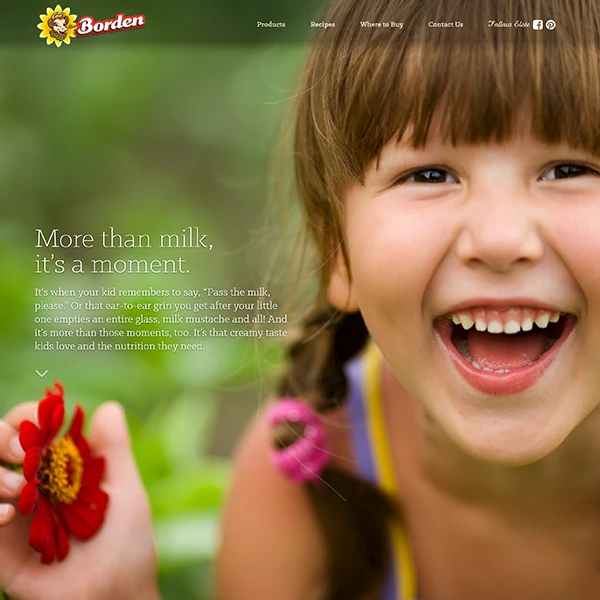 Borden
Products Recipes Where to Buy Contact Us Follow Elsie
More than milk,
it's a moment.
It's when your kid remembers to say, "Pass the milk,
please." Or that ear-to-ear grin you get after your little
one empties an entire glass, milk mustache and all! And
it's more than those moments, too. It's that creamy taste
kids love and the nutrition they need.